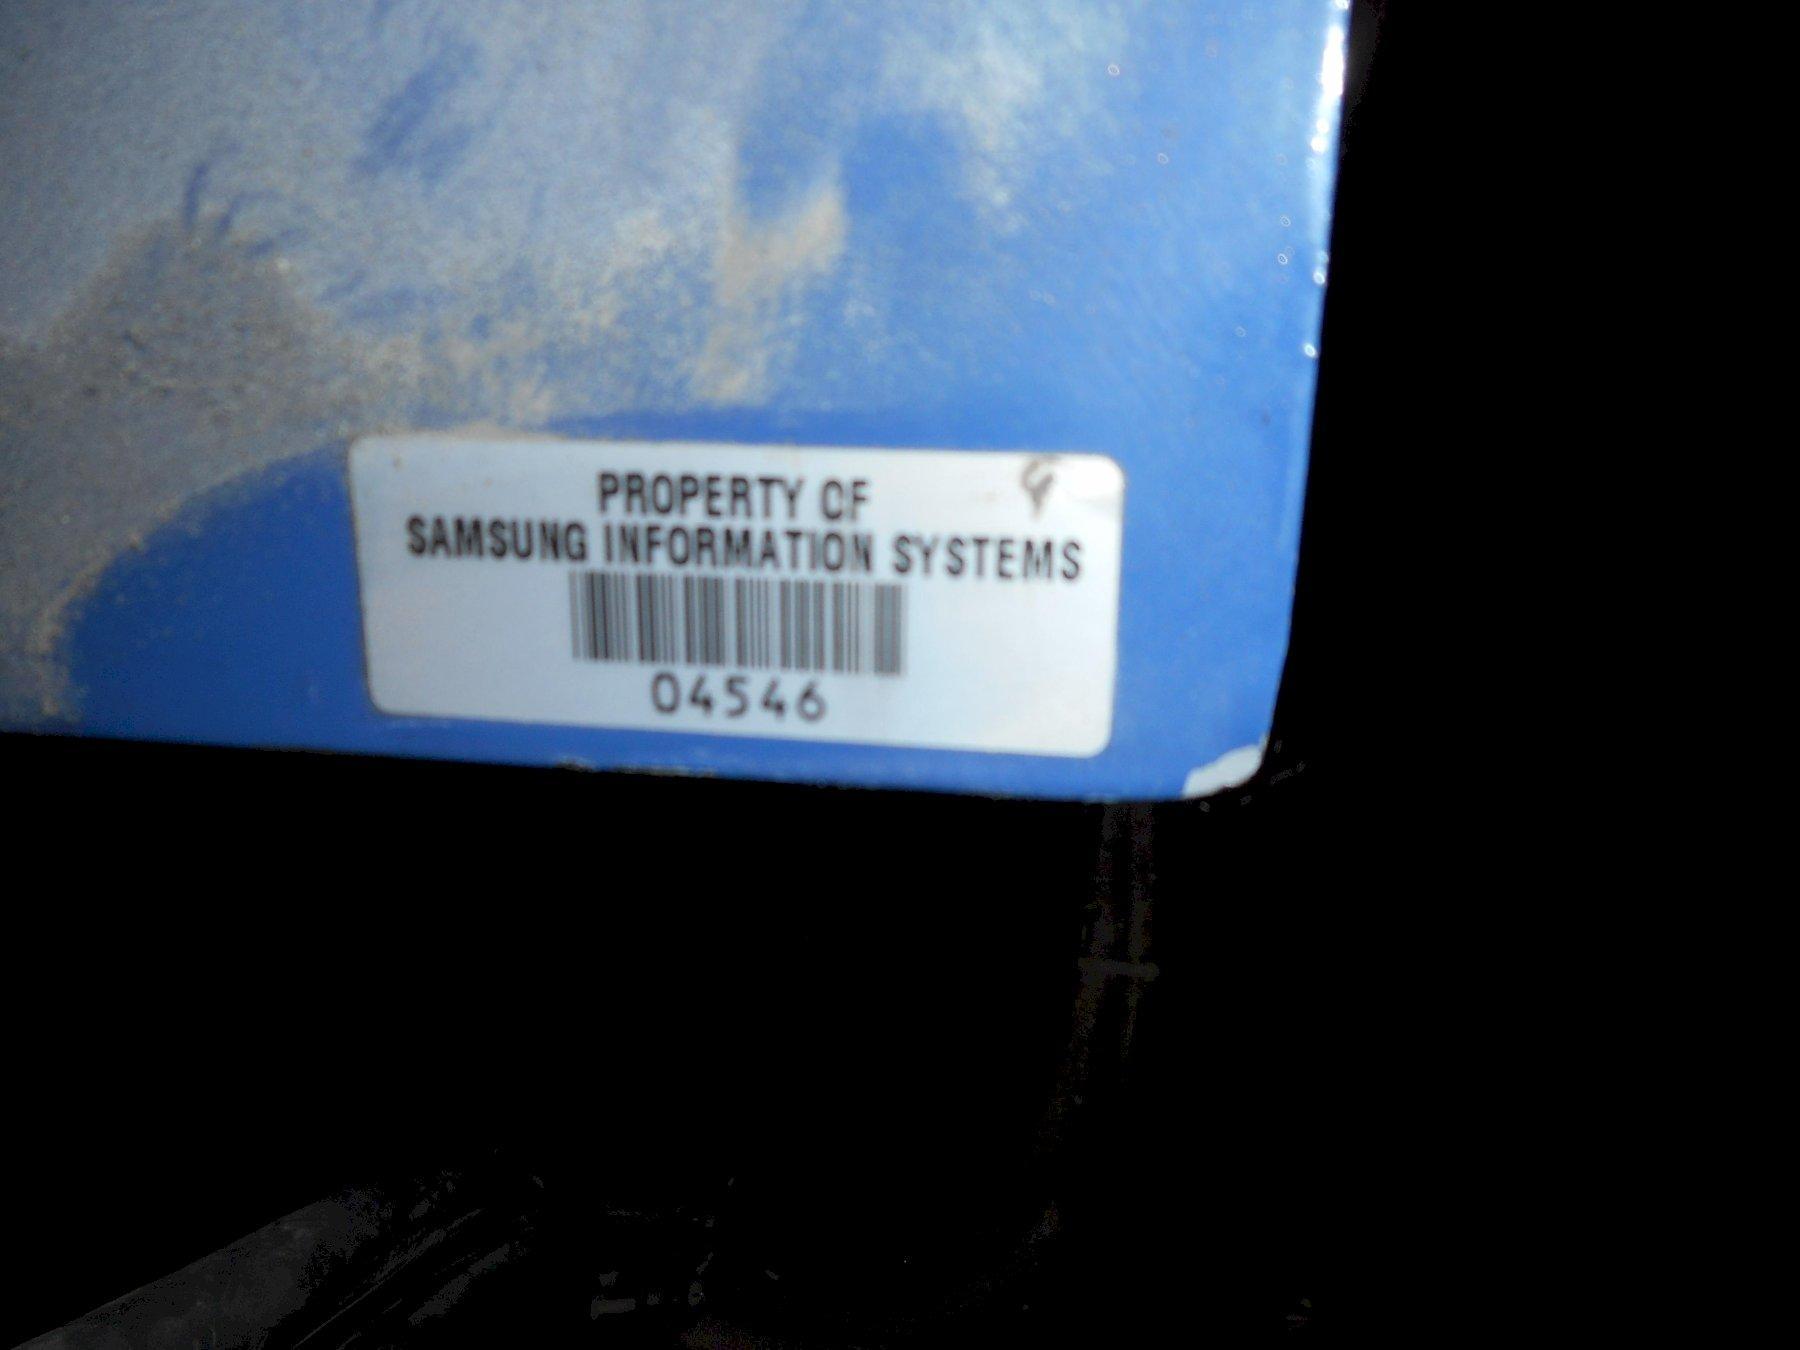 PROPERTY OF
SAMSUNG INFORMATION SYSTEMS
04546